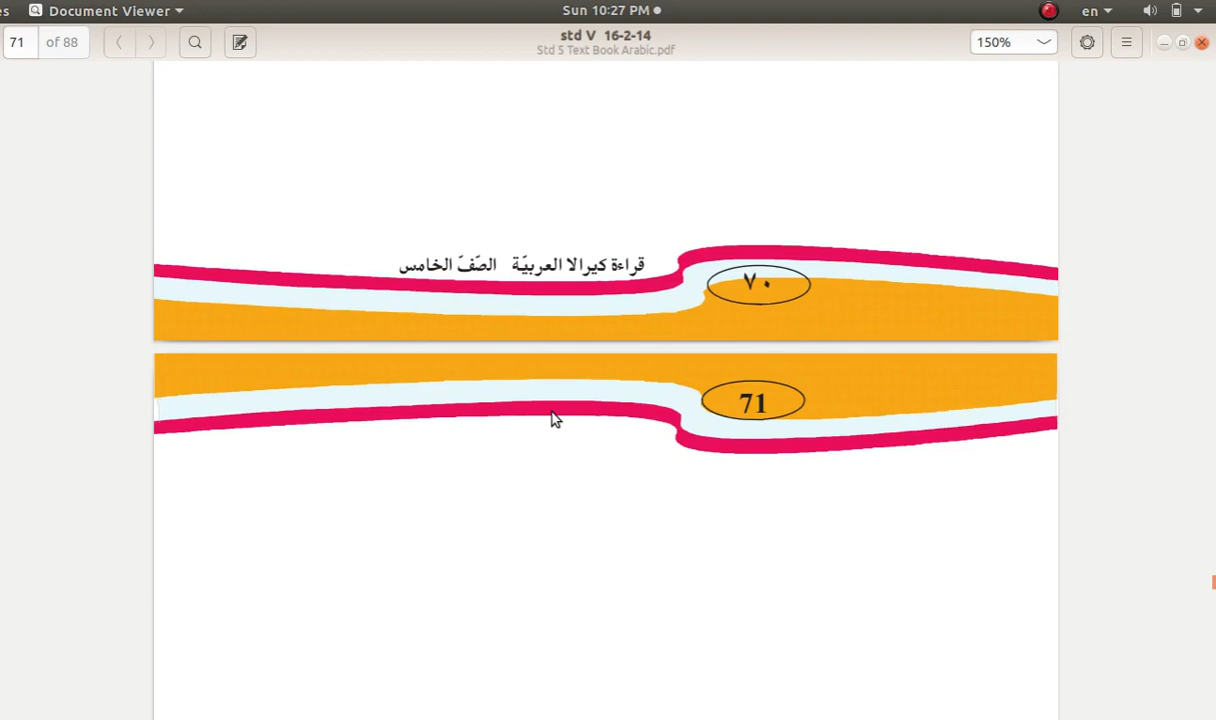 es Document Viewer Sun 10:27 PM en
71 of 88 std V 16-2-14 150%
Std 5 Text Book Arabic.pdf
قراءة كيرالا العربيّة الصّفّ الخامس
٧٠
71